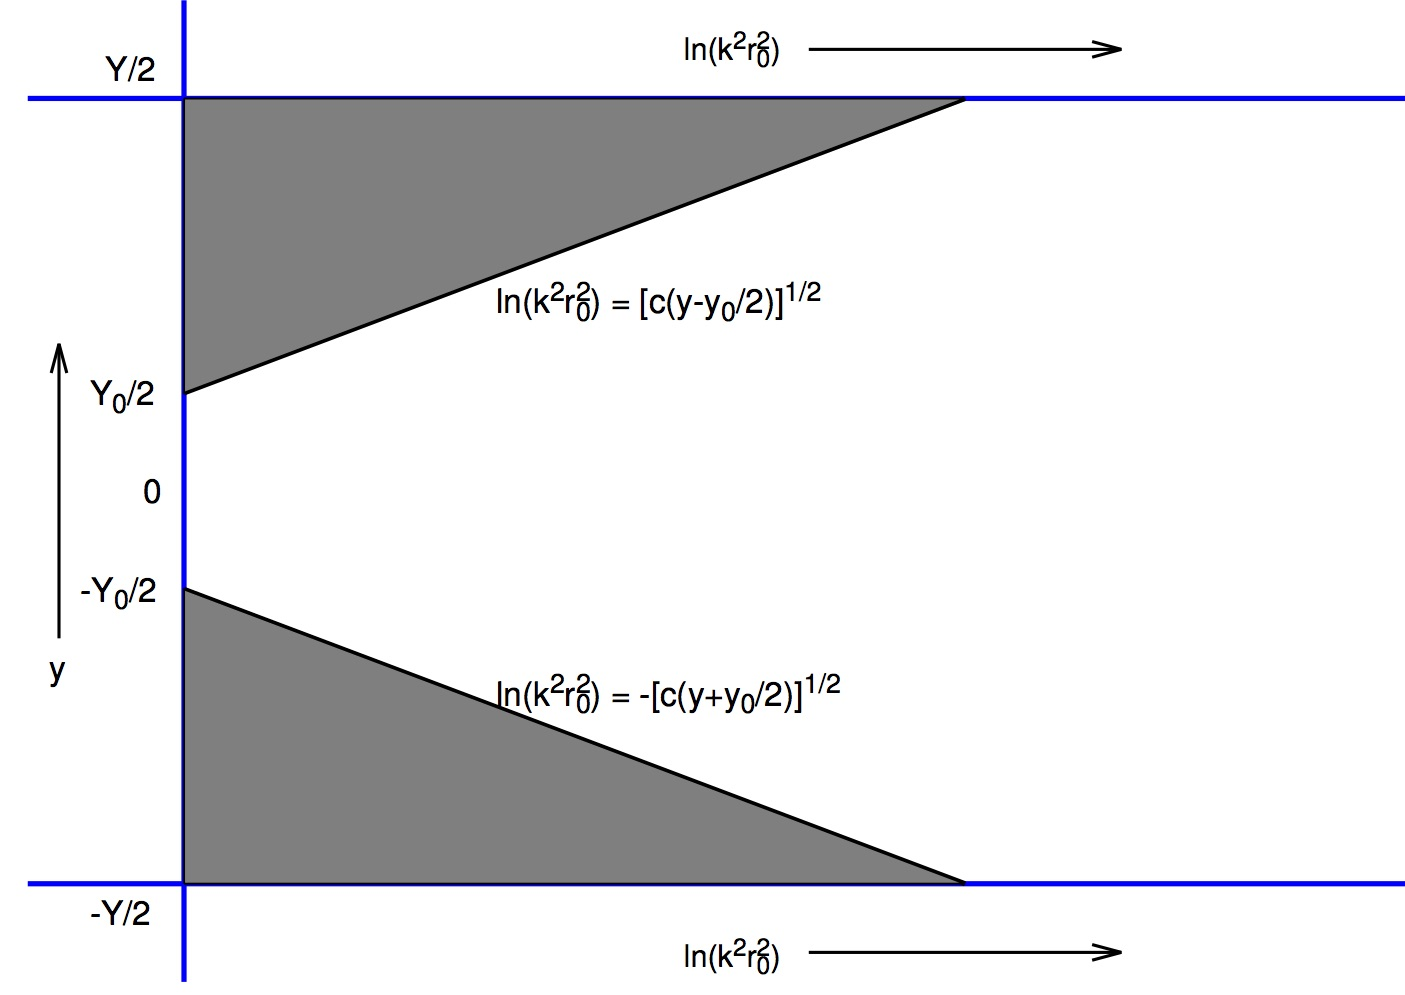 ln(k²r₀²)
Y/2
ln(k²r₀²) = [c(y-y₀/2)]¹/²
Y₀/2
0
-Y₀/2
y
ln(k²r₀²) = -[c(y+y₀/2)]¹/²
-Y/2
ln(k²r₀²)